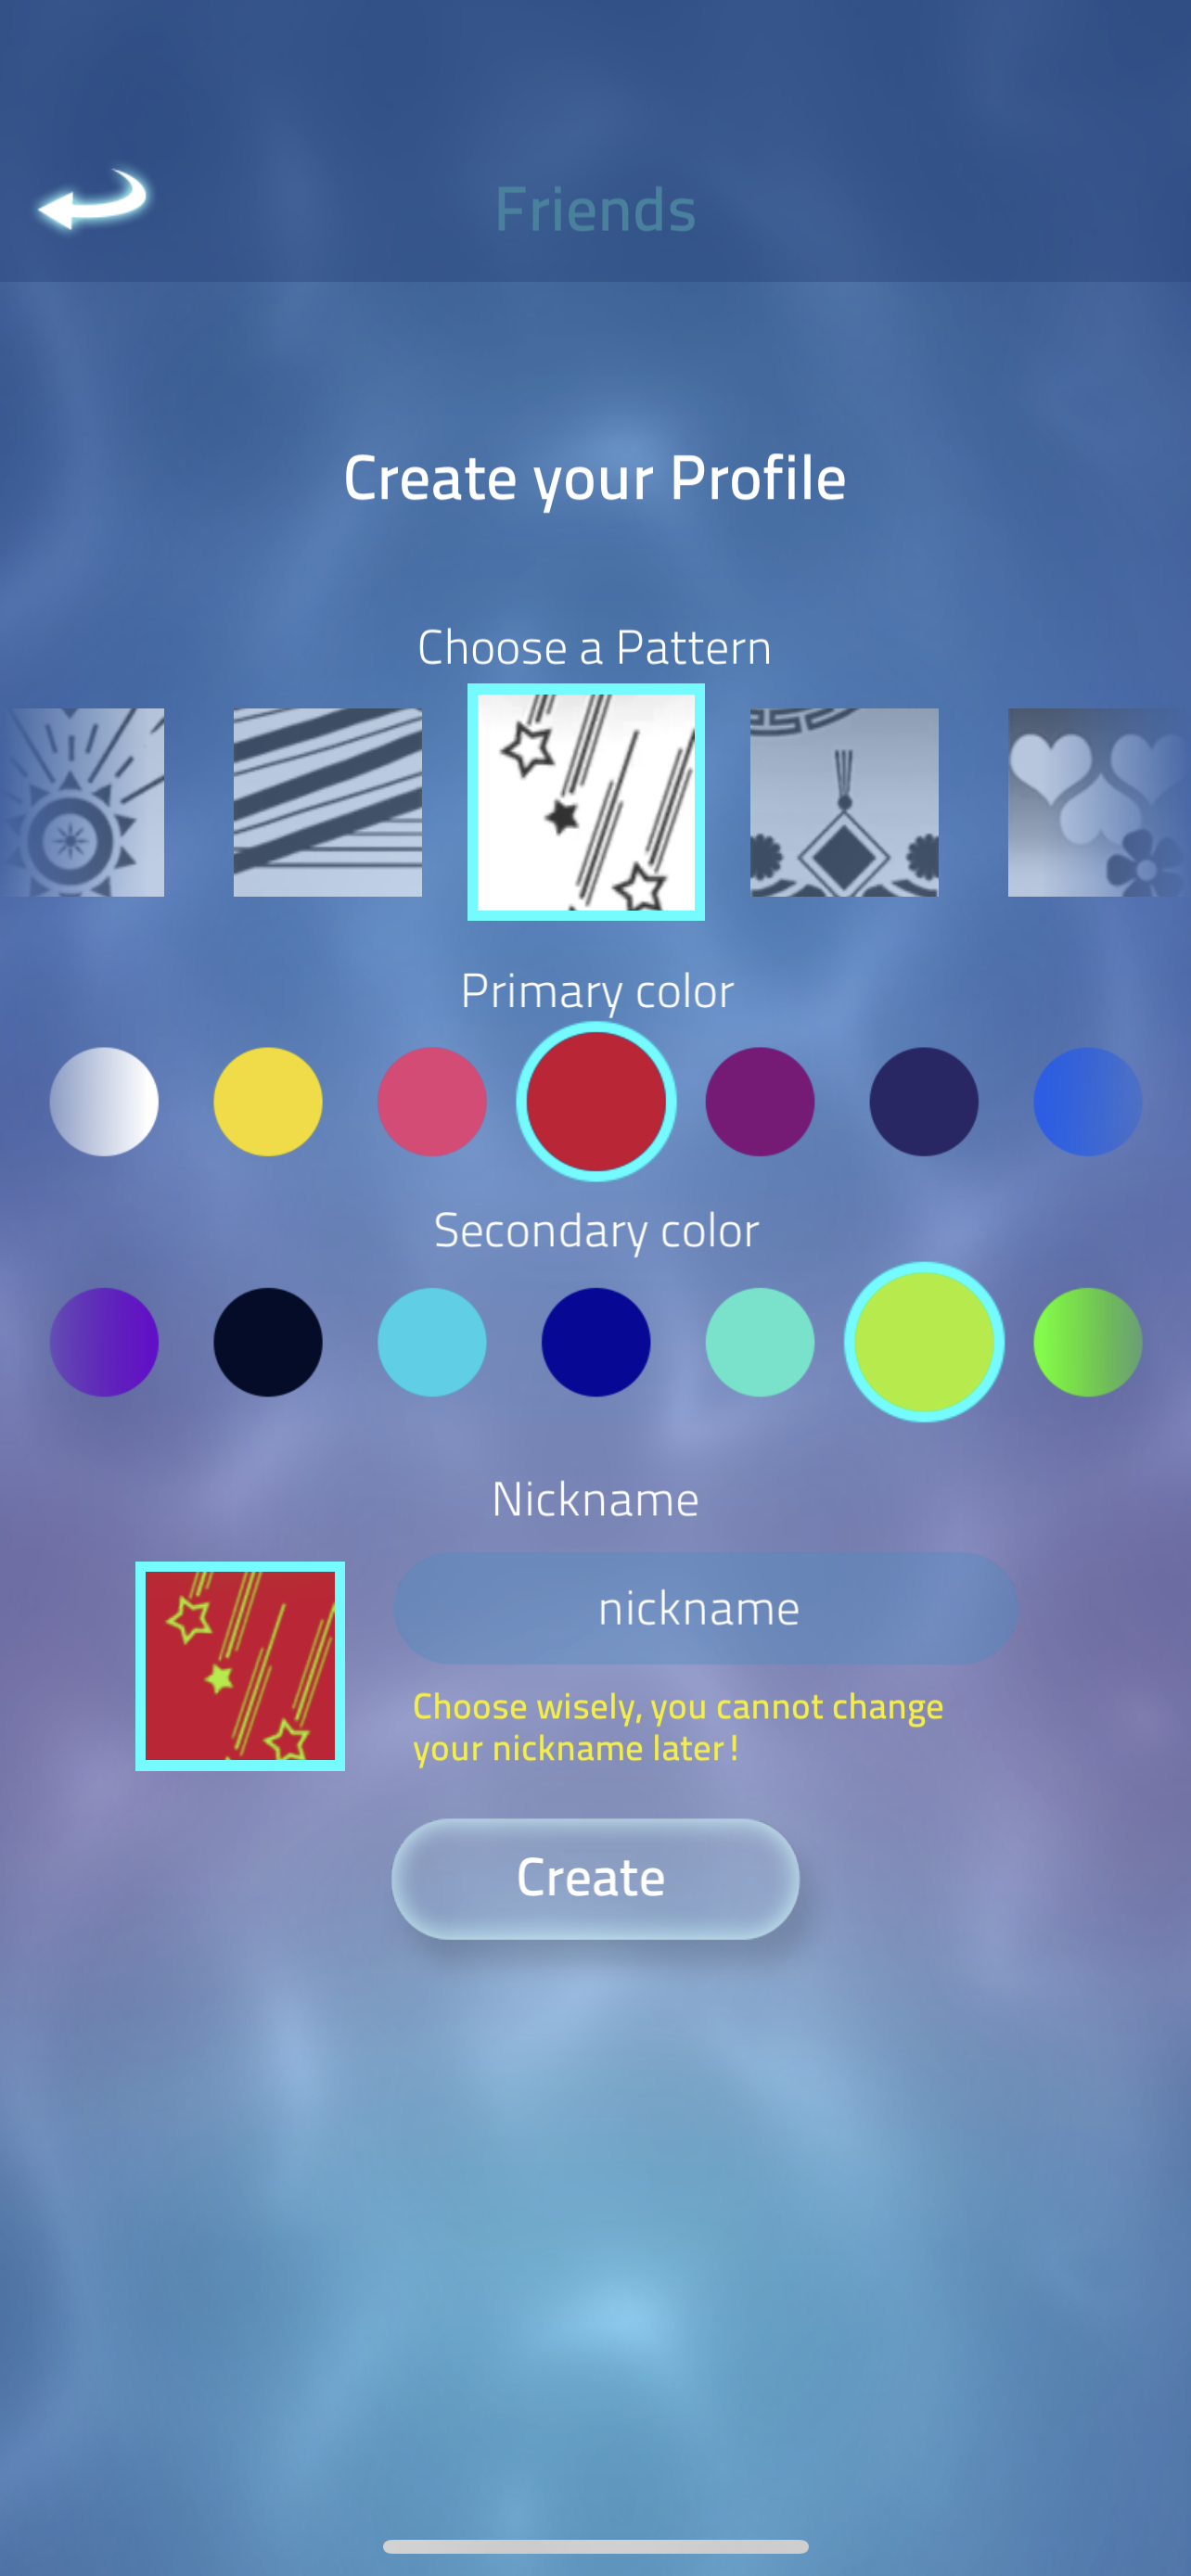 Friends
Create your Profile
Choose a Pattern
Primary color
Secondary color
Nickname
nickname
Choose wisely, you cannot change
your nickname later!
Create